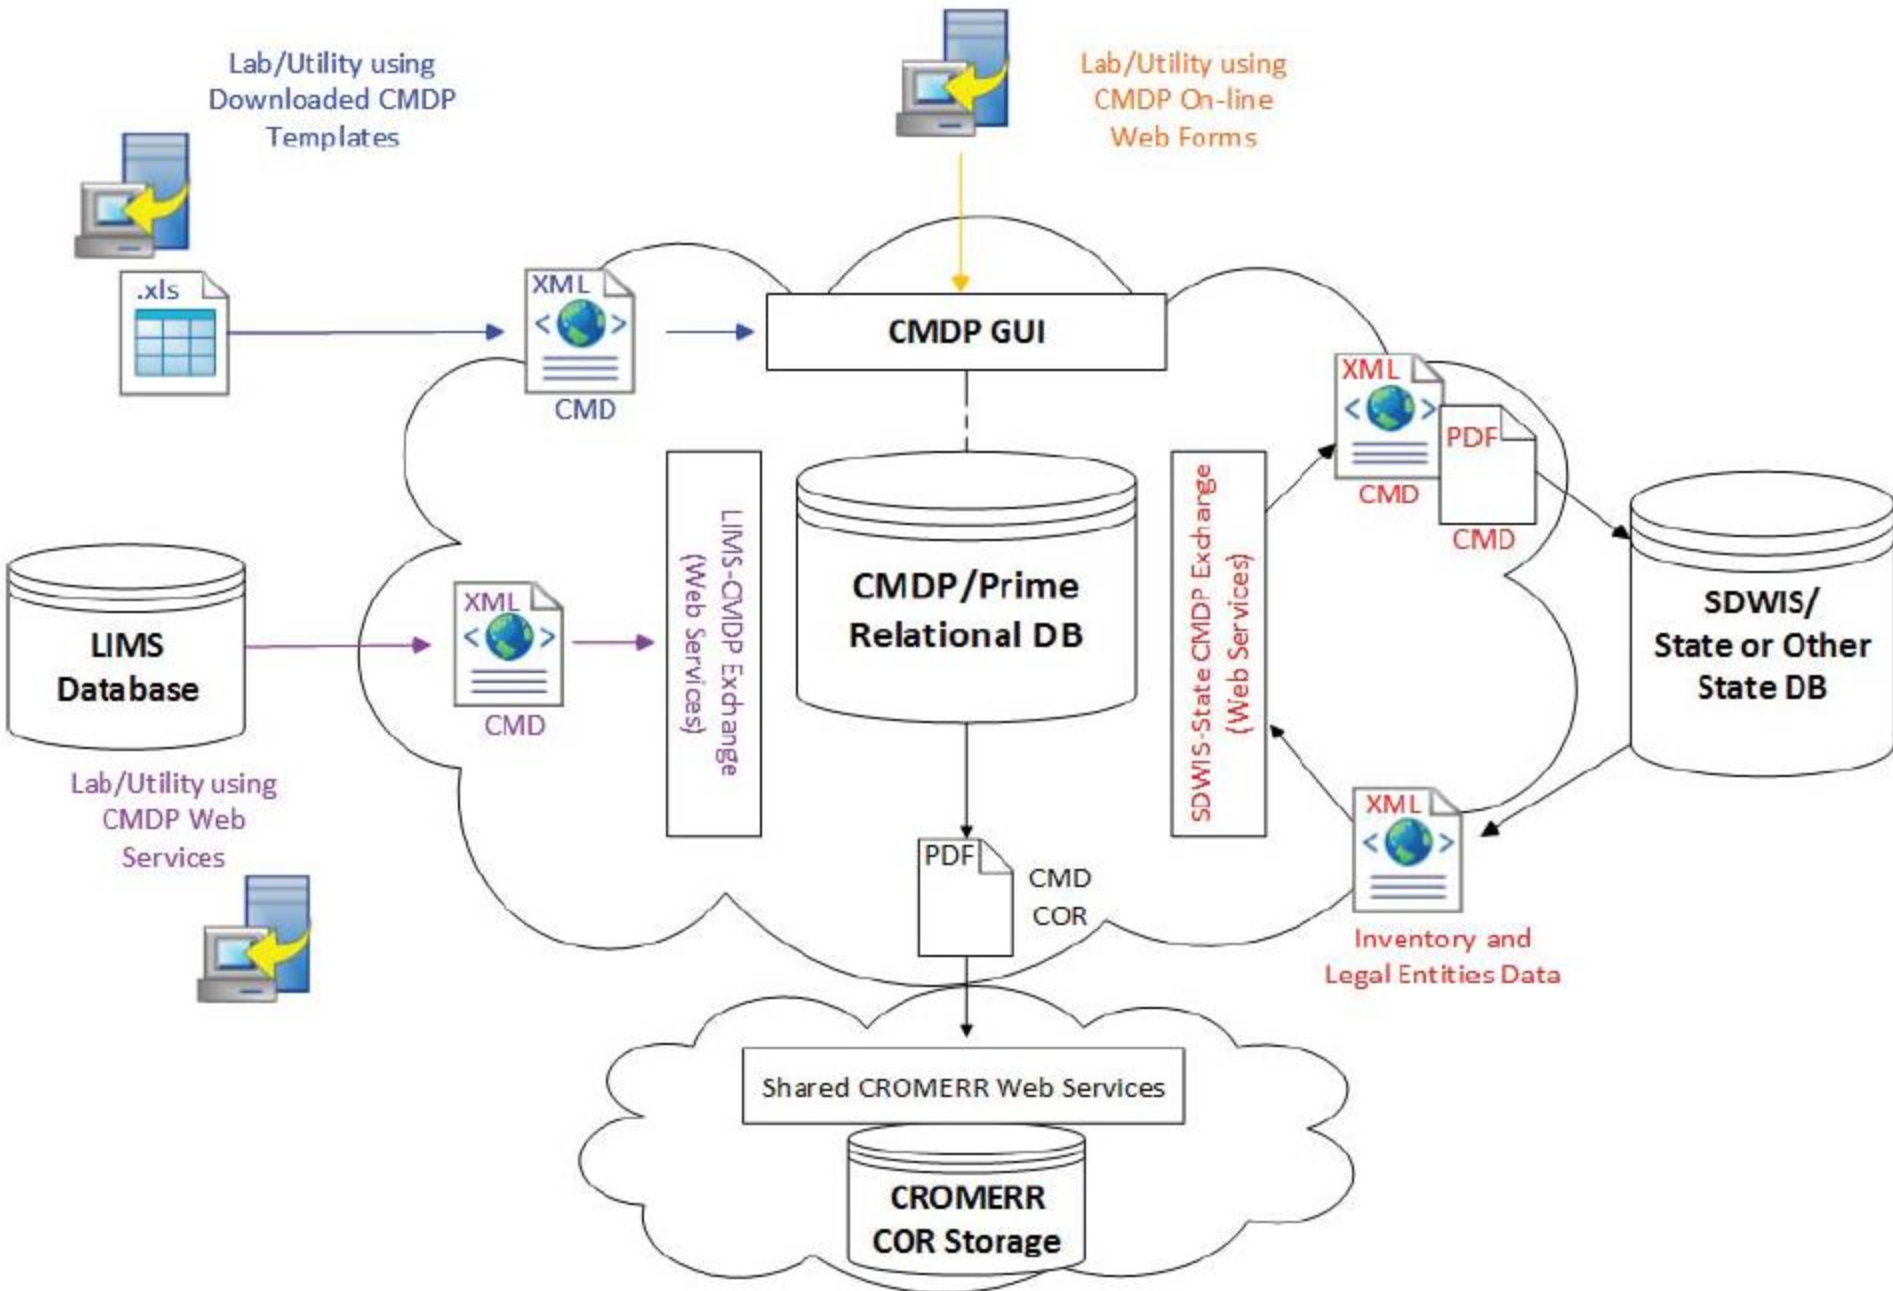 Lab/Utility using
Downloaded CMDP
Templates
Lab/Utility using
CMDP On-line
Web Forms
.xls
XML
CMD
CMDP GUI
XML
CMD
PDF
CMD
LIMS
Database
XML
CMD
LIMS-CMDP Exchange
(Web Services)
CMDP/Prime
Relational DB
SDWIS-State CMDP Exchange
(Web Services)
SDWIS/
State or Other
State DB
Lab/Utility using
CMDP Web
Services
PDF
CMD
COR
XML
Inventory and
Legal Entities Data
Shared CROMERR Web Services
CROMERR
COR Storage